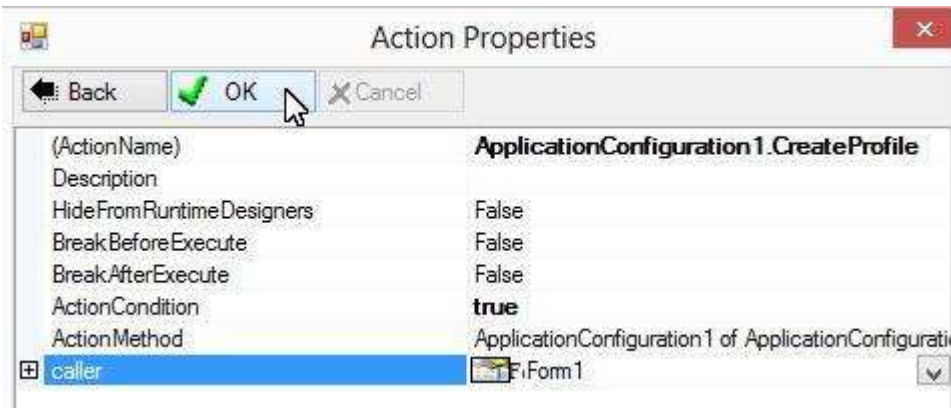 Action Properties
Back OK Cancel
(ActionName) ApplicationConfiguration1.CreateProfile
Description
HideFromRuntimeDesigners False
BreakBeforeExecute False
BreakAfterExecute False
ActionCondition true
ActionMethod ApplicationConfiguration1 of ApplicationConfigurati
caller Form1